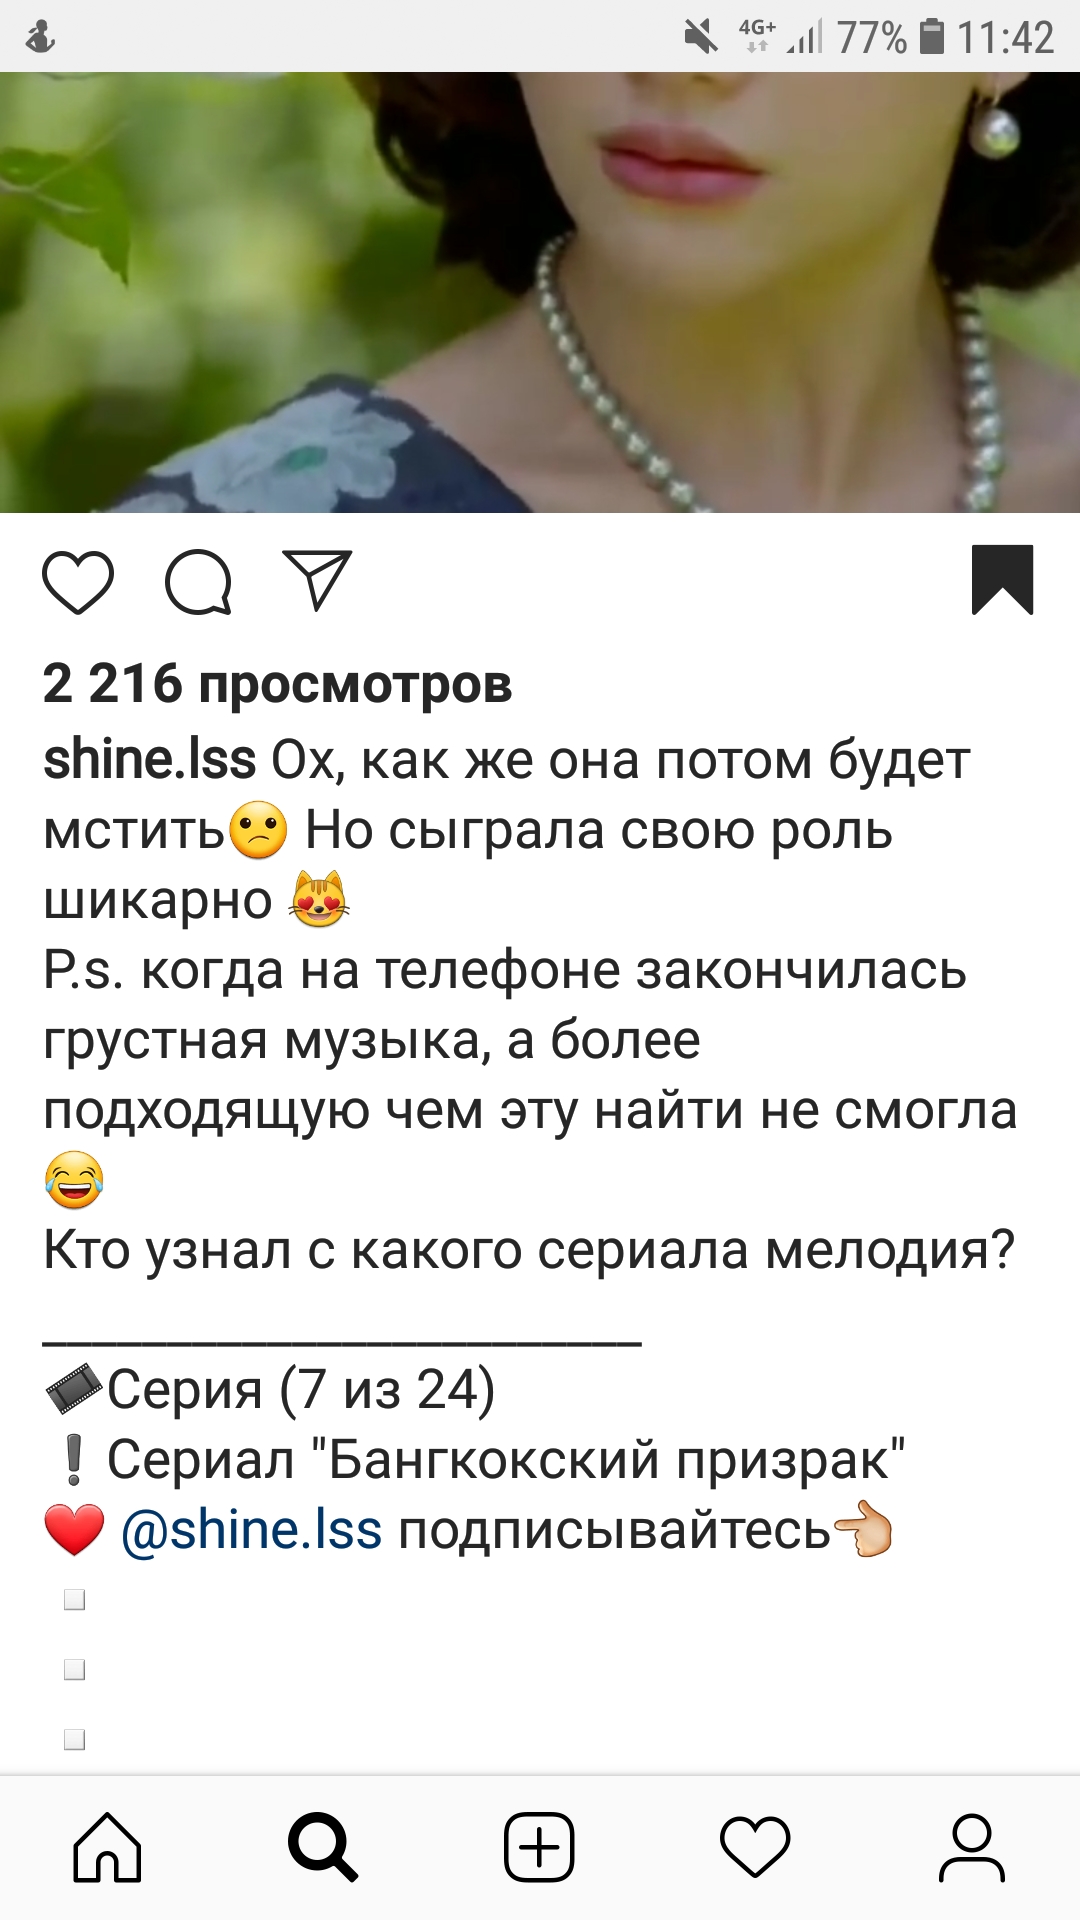 4G+ 77% 11:42
2 216 просмотров
shine.lss Ох, как же она потом будет
мстить😕 Но сыграла свою роль
шикарно 😻
P.s. когда на телефоне закончилась
грустная музыка, а более
подходящую чем эту найти не смогла
😂
Кто узнал с какого сериала мелодия?
________________________
🎞Серия (7 из 24)
❕Сериал "Бангкокский призрак"
❤ @shine.lss подписывайтесь👈🏼
▫
▫
▫